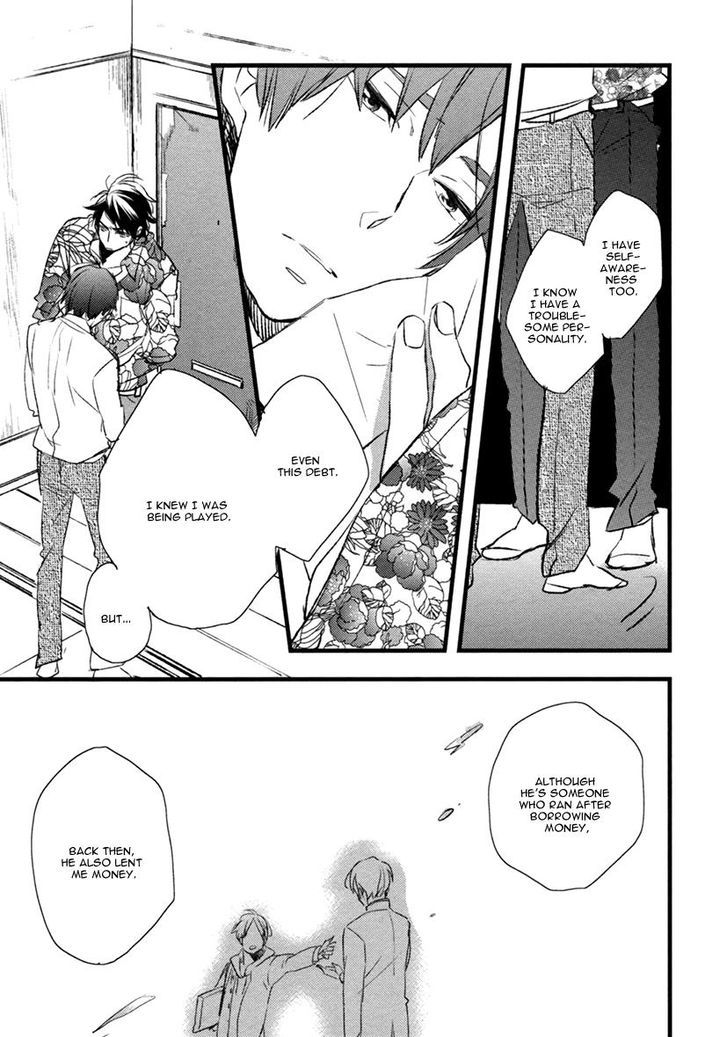 I HAVE
SELF-
AWARE-
NESS
TOO.
I KNOW
I HAVE A
TROUBLE-
SOME PER-
SONALITY.
EVEN
THIS DEBT.
I KNEW I WAS
BEING PLAYED.
BUT...
ALTHOUGH
HE'S SOMEONE
WHO RAN AFTER
BORROWING
MONEY,
BACK THEN,
HE ALSO LENT
ME MONEY.